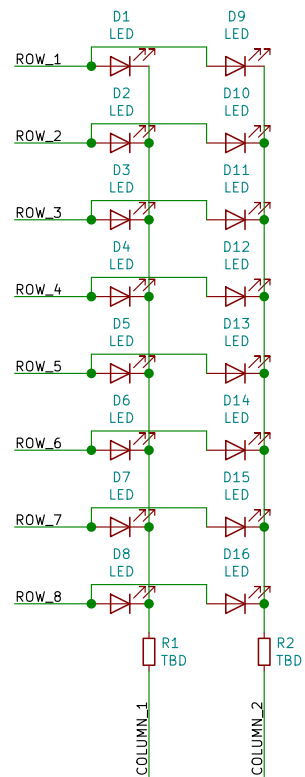 D1
LED
D9
LED
ROW_1
D2
LED
D10
LED
ROW_2
D3
LED
D11
LED
ROW_3
D4
LED
D12
LED
ROW_4
D5
LED
D13
LED
ROW_5
D6
LED
D14
LED
ROW_6
D7
LED
D15
LED
ROW_7
D8
LED
D16
LED
ROW_8
R1
TBD
R2
TBD
COLUMN_1
COLUMN_2